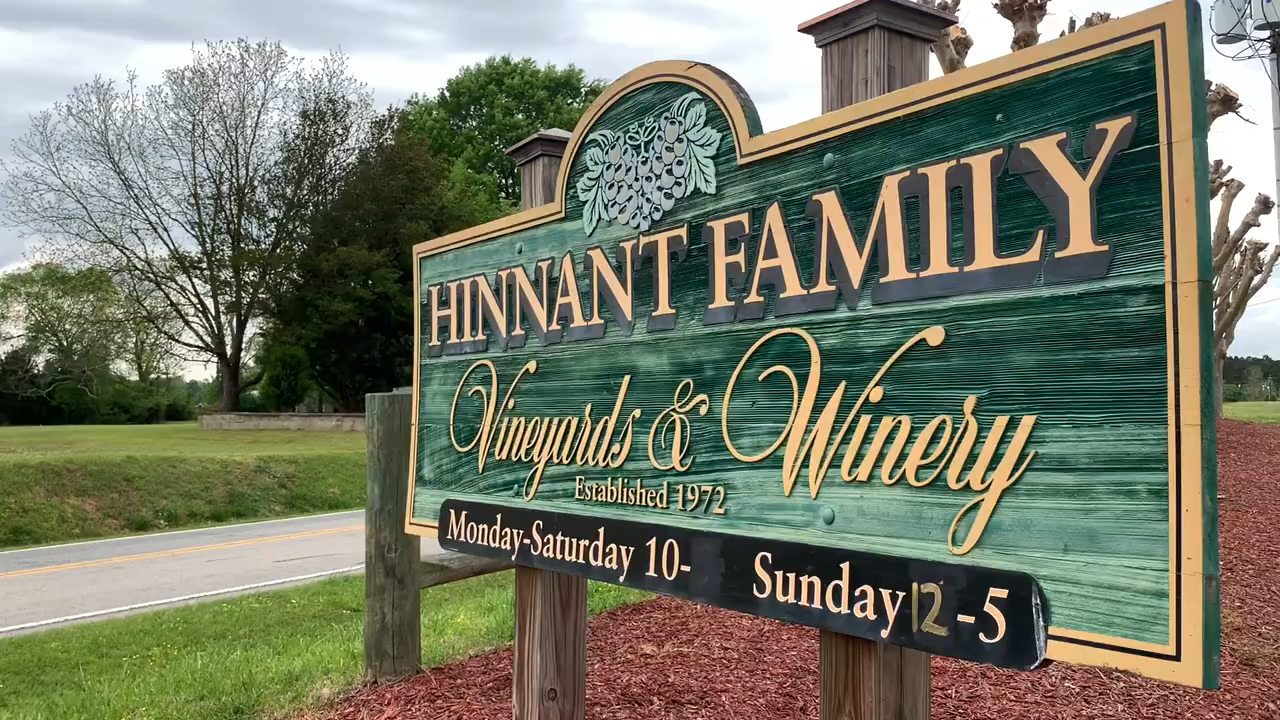 HINNANT FAMILY
Vineyards & Winery
Established 1972
Monday-Saturday 10- Sunday 12-5